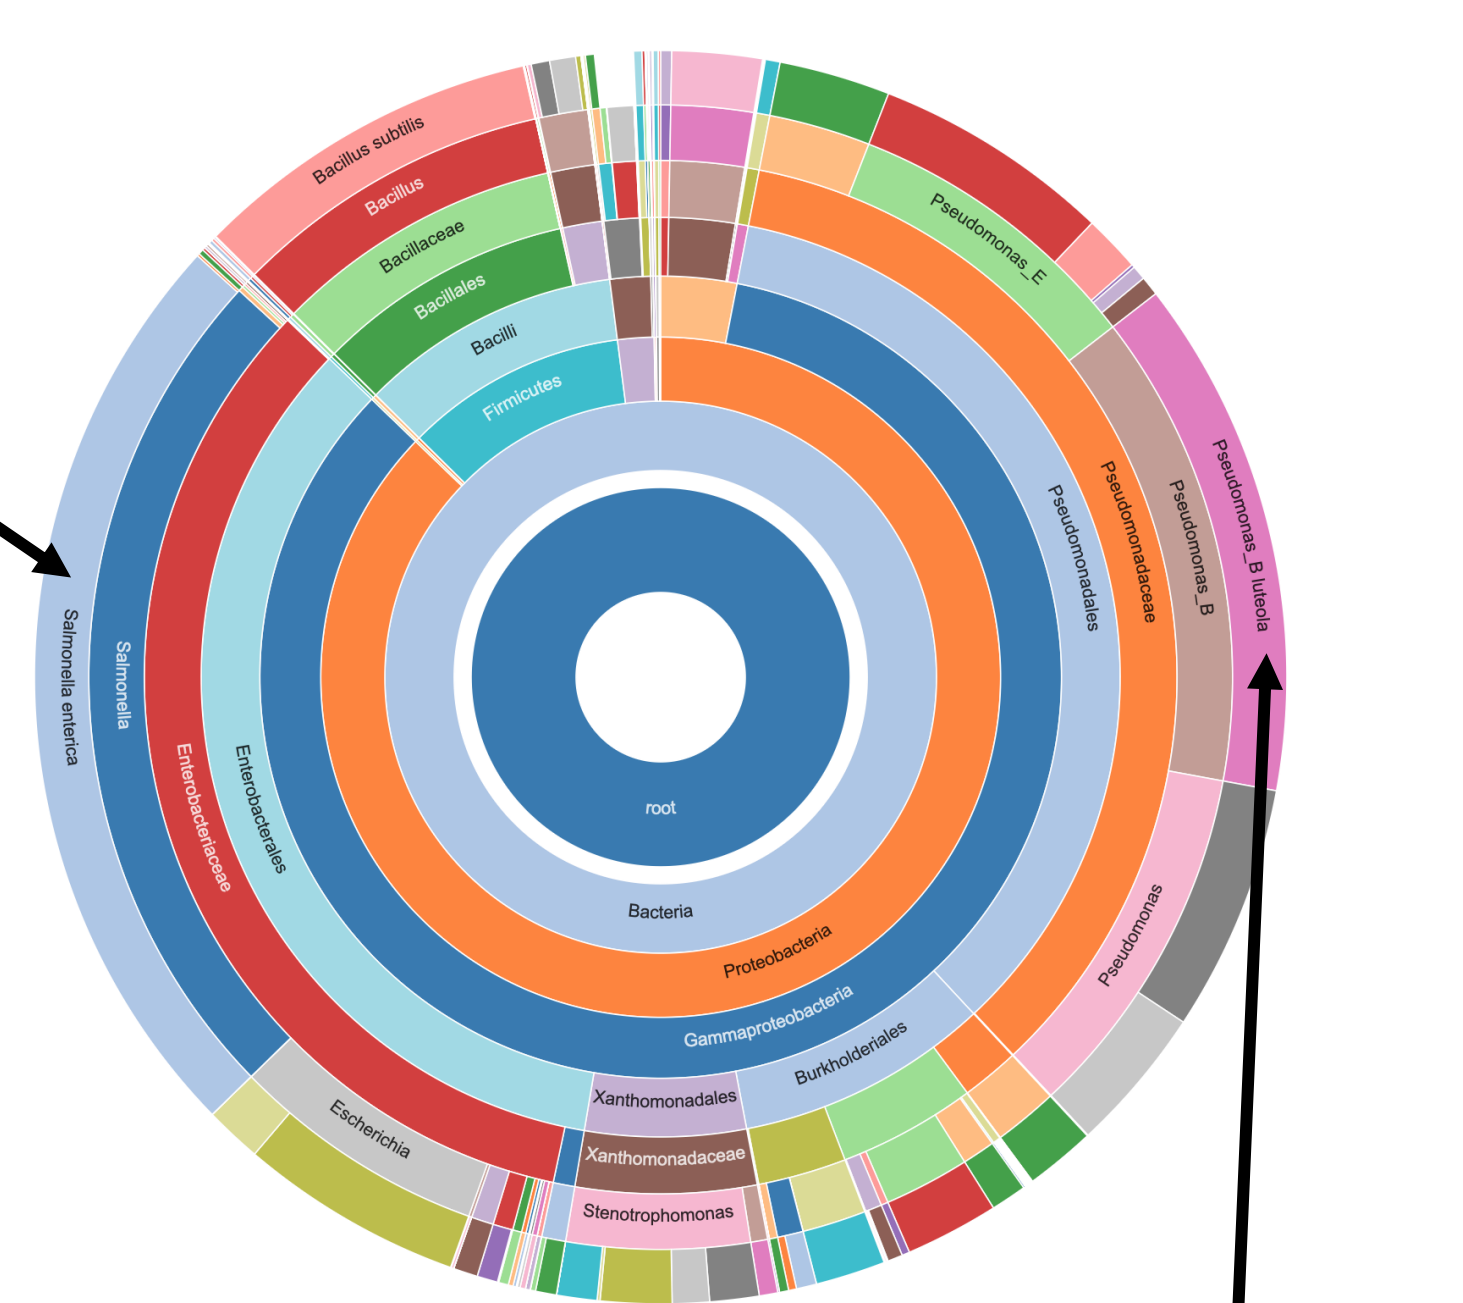 Bacillus subtilis
Bacillus
Bacillaceae
Bacillales
Bacilli
Firmicutes
Pseudomonas_E
Pseudomonas_B luteola
Pseudomonas_B
Pseudomonadaceae
Pseudomonadales
Salmonella enterica
Salmonella
Enterobacteriaceae
Enterobacterales
root
Bacteria
Proteobacteria
Gammaproteobacteria
Burkholderiales
Pseudomonas
Xanthomonadales
Xanthomonadaceae
Stenotrophomonas
Escherichia